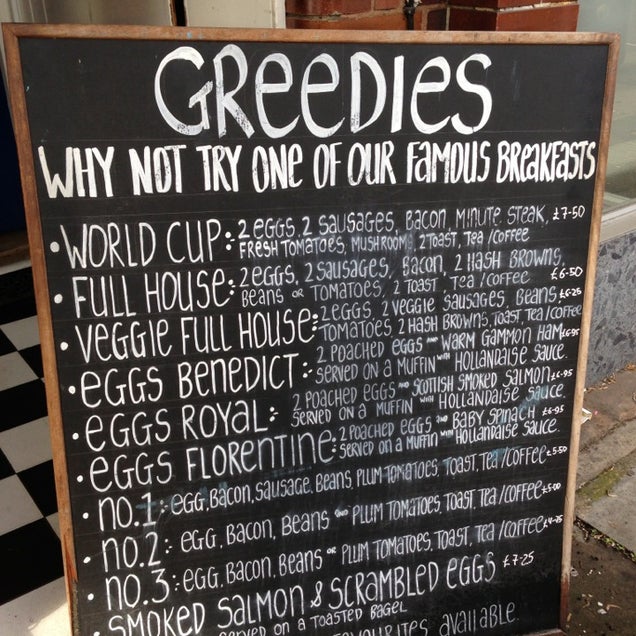 GReeDies
WHY NOT TRY ONe OF OUR FaMOUS BReaKFaSTS
• WORLD CUP: 2 eGGS, 2 SAUSAGES, BACON, MINUTE STEAK, £7-50
FReSH TOMATOES, MUSHROOM, 2 TOAST, TeA / COFFee
• FULL HOUSe: 2 eGGS, 2 SAUSAGES, BACON, 2 HASH BROWNS, £6-50
BEANS OR TOMATOES, 2 TOAST, TEA / COFFEE
• VeGGIe FULL HOUSe: 2 eGGS, 2 VeGGIE SAUSAGES, BEANS, £6-25
TOMATOES, 2 HASH BROWNS, TOAST, TEA / COFFEE
• eGGS BENEDICT: 2 POACHED EGGS AND WARM GAMMON HAM £6-95
SERVED ON A MUFFIN WITH HOLLANDAISE SAUCE.
• eGGS ROYAL: 2 POACHED EGGS AND SCOTTISH SMOKED SALMON £6-95
SERVED ON A MUFFIN WITH HOLLANDAISE SAUCE
• eGGS FLOReNTINe: 2 POACHED EGGS AND BABY SPINACH £6-95
SERVED ON A MUFFIN WITH HOLLANDAISE SAUCE.
• NO.1: eGG, BACON, SAUSAGE, BEANS, PLUM TOMATOES, TOAST, TEA / COFFEE £5-50
• NO.2: eGG, BACON, BEANS AND PLUM TOMATOES, TOAST, TEA / COFFEE £5-00
• NO.3: eGG, BACON, BEANS OR PLUM TOMATOES, TOAST, TEA / COFFEE £4-75
SMOKED SALMON & SCRAMBLED eGGS £7-25
SERVED ON A TOASTED BAGEL
FAVOURITES AVAILABLE.